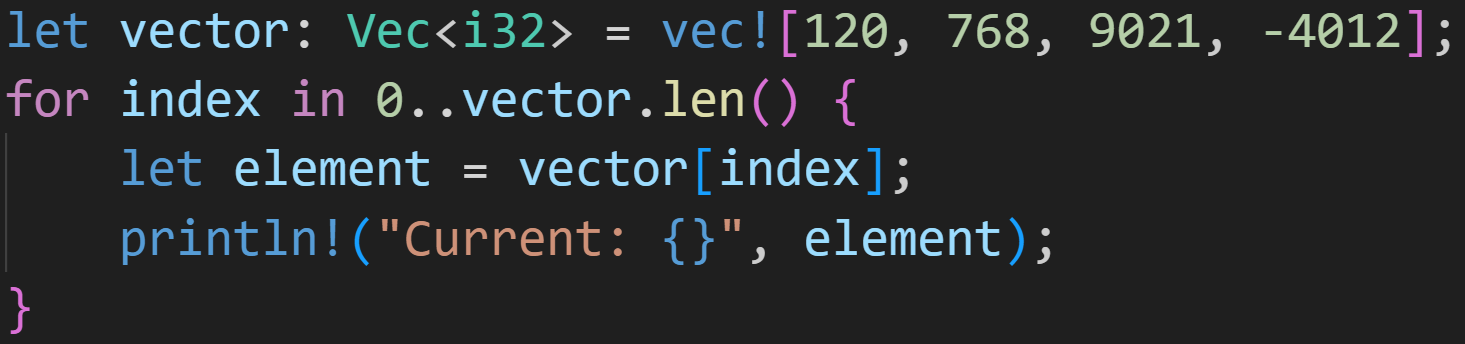 let vector: Vec<i32> = vec![120, 768, 9021, -4012];
for index in 0..vector.len() {
    let element = vector[index];
    println!("Current: {}", element);
}